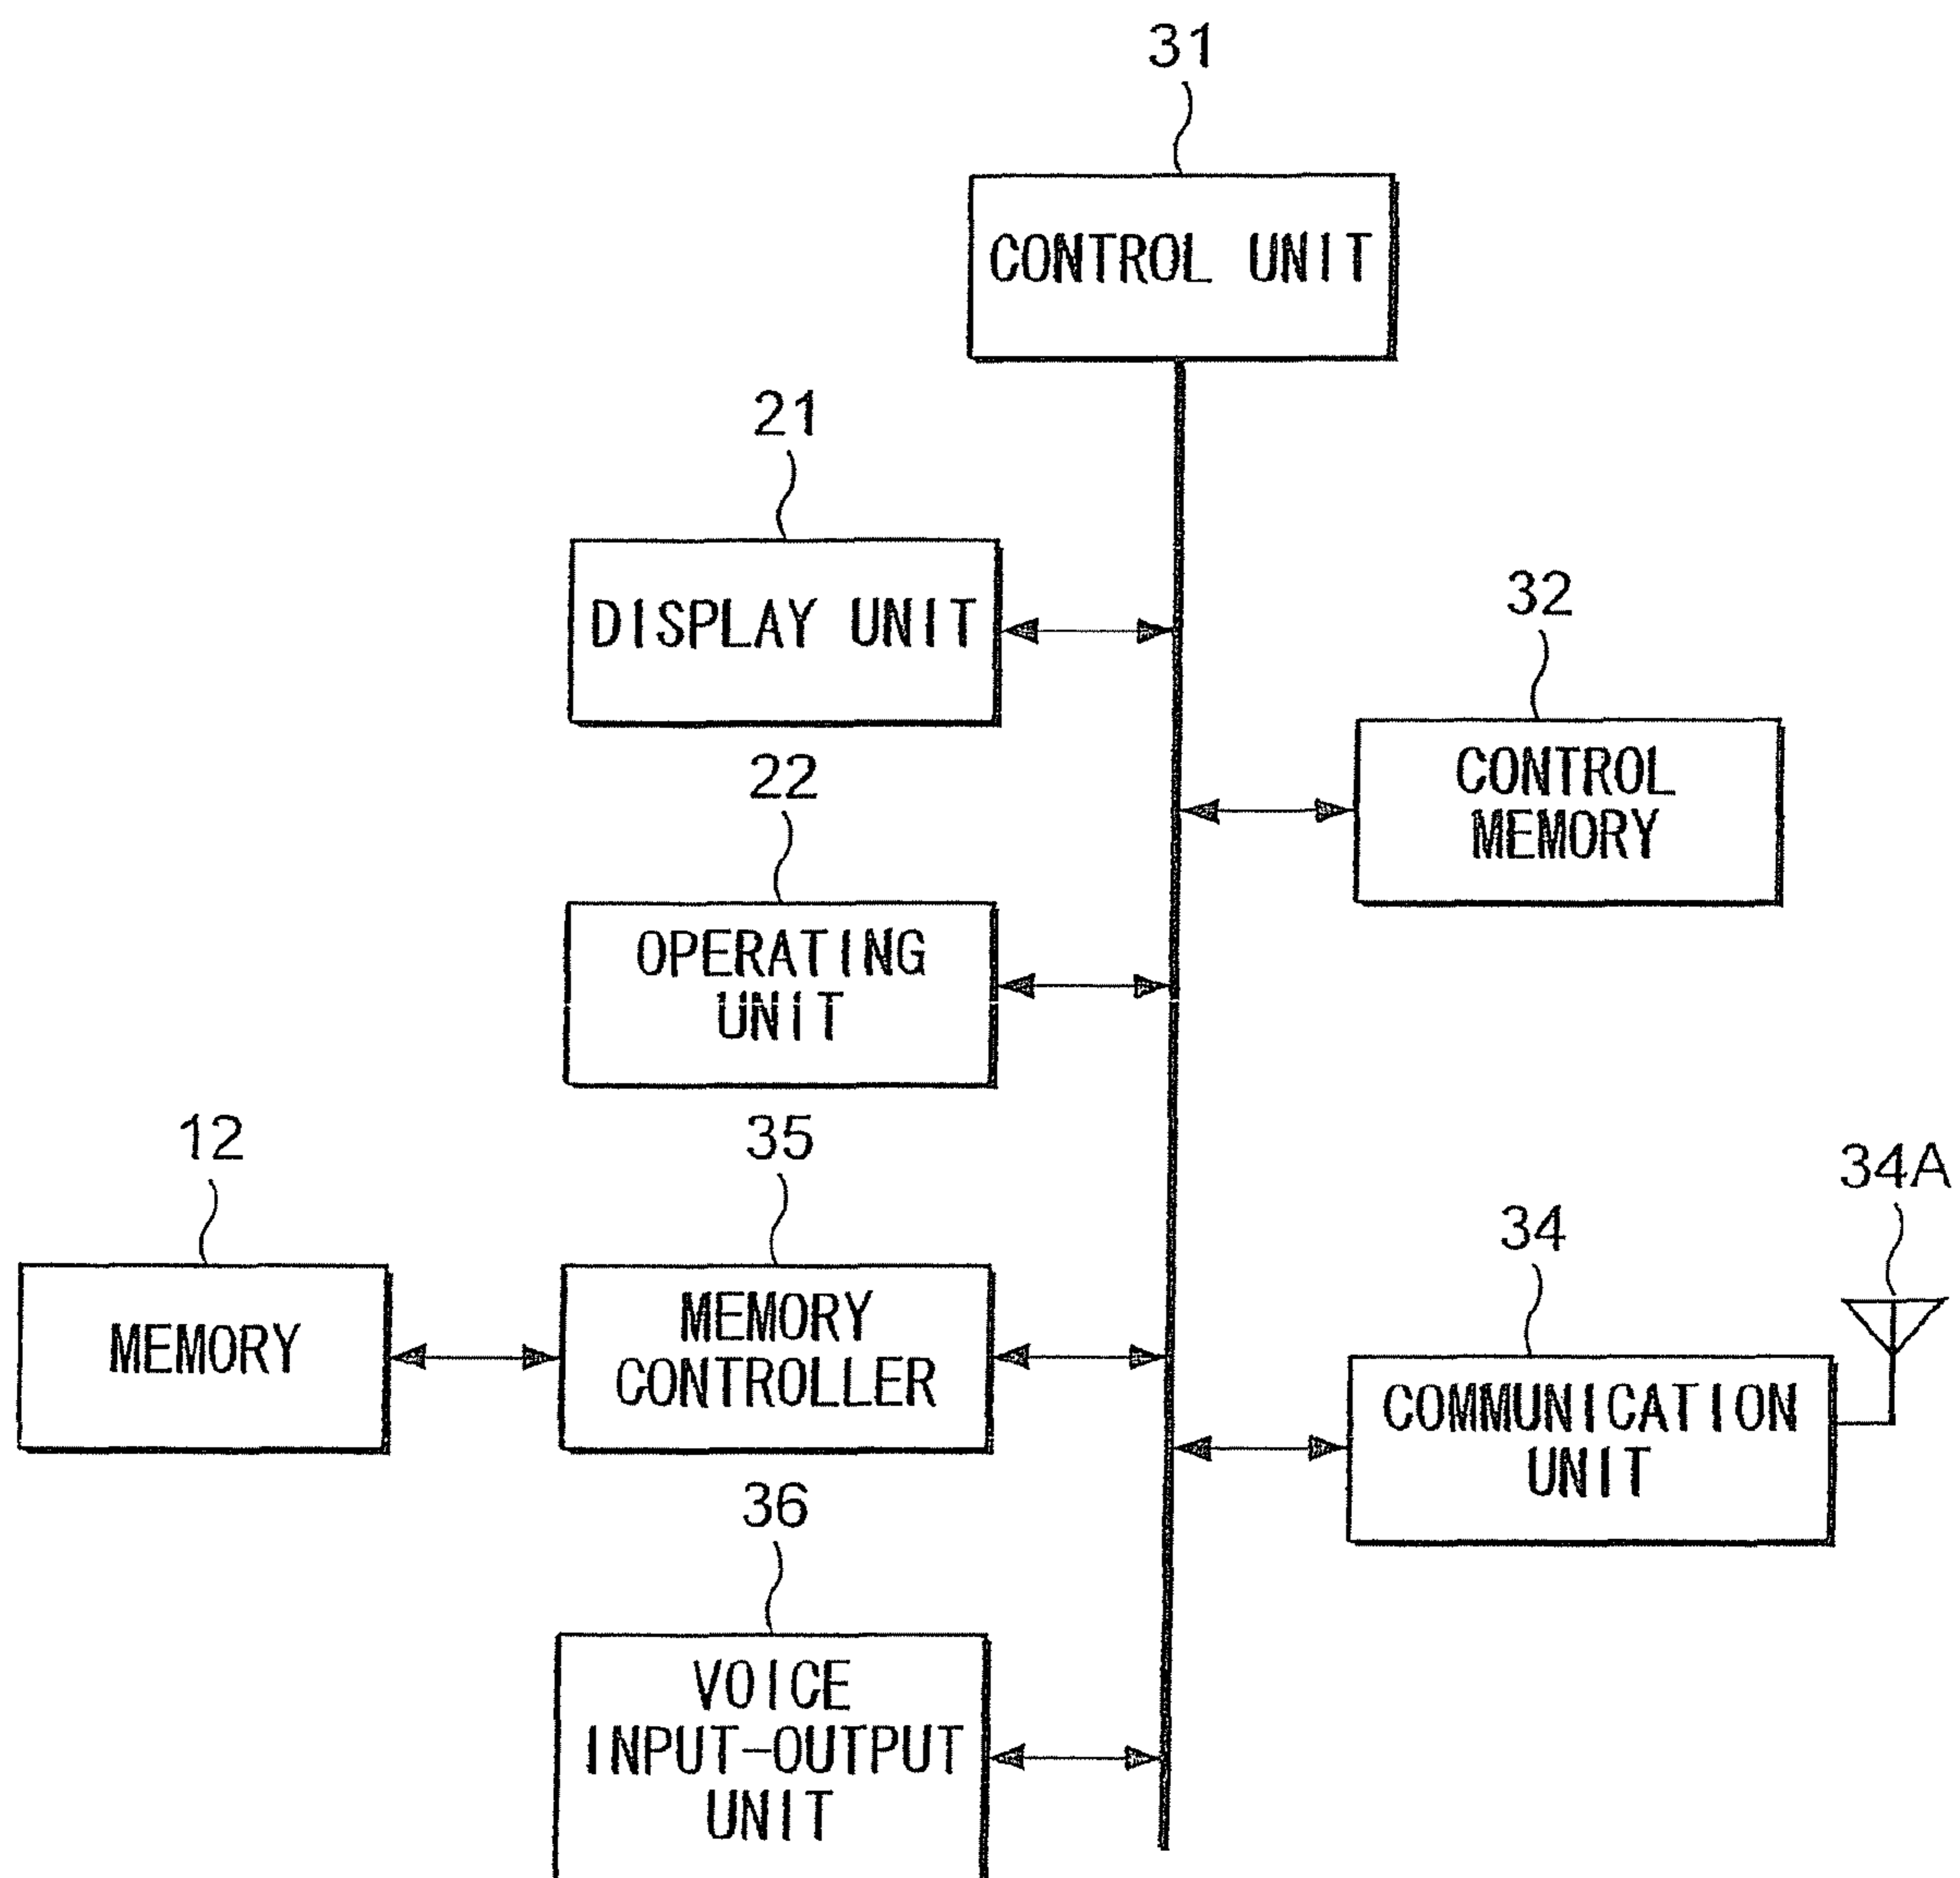 31
CONTROL UNIT
21
DISPLAY UNIT
32
CONTROL
MEMORY
22
OPERATING
UNIT
12
MEMORY
35
MEMORY
CONTROLLER
34A
34
COMMUNICATION
UNIT
36
VOICE
INPUT-OUTPUT
UNIT